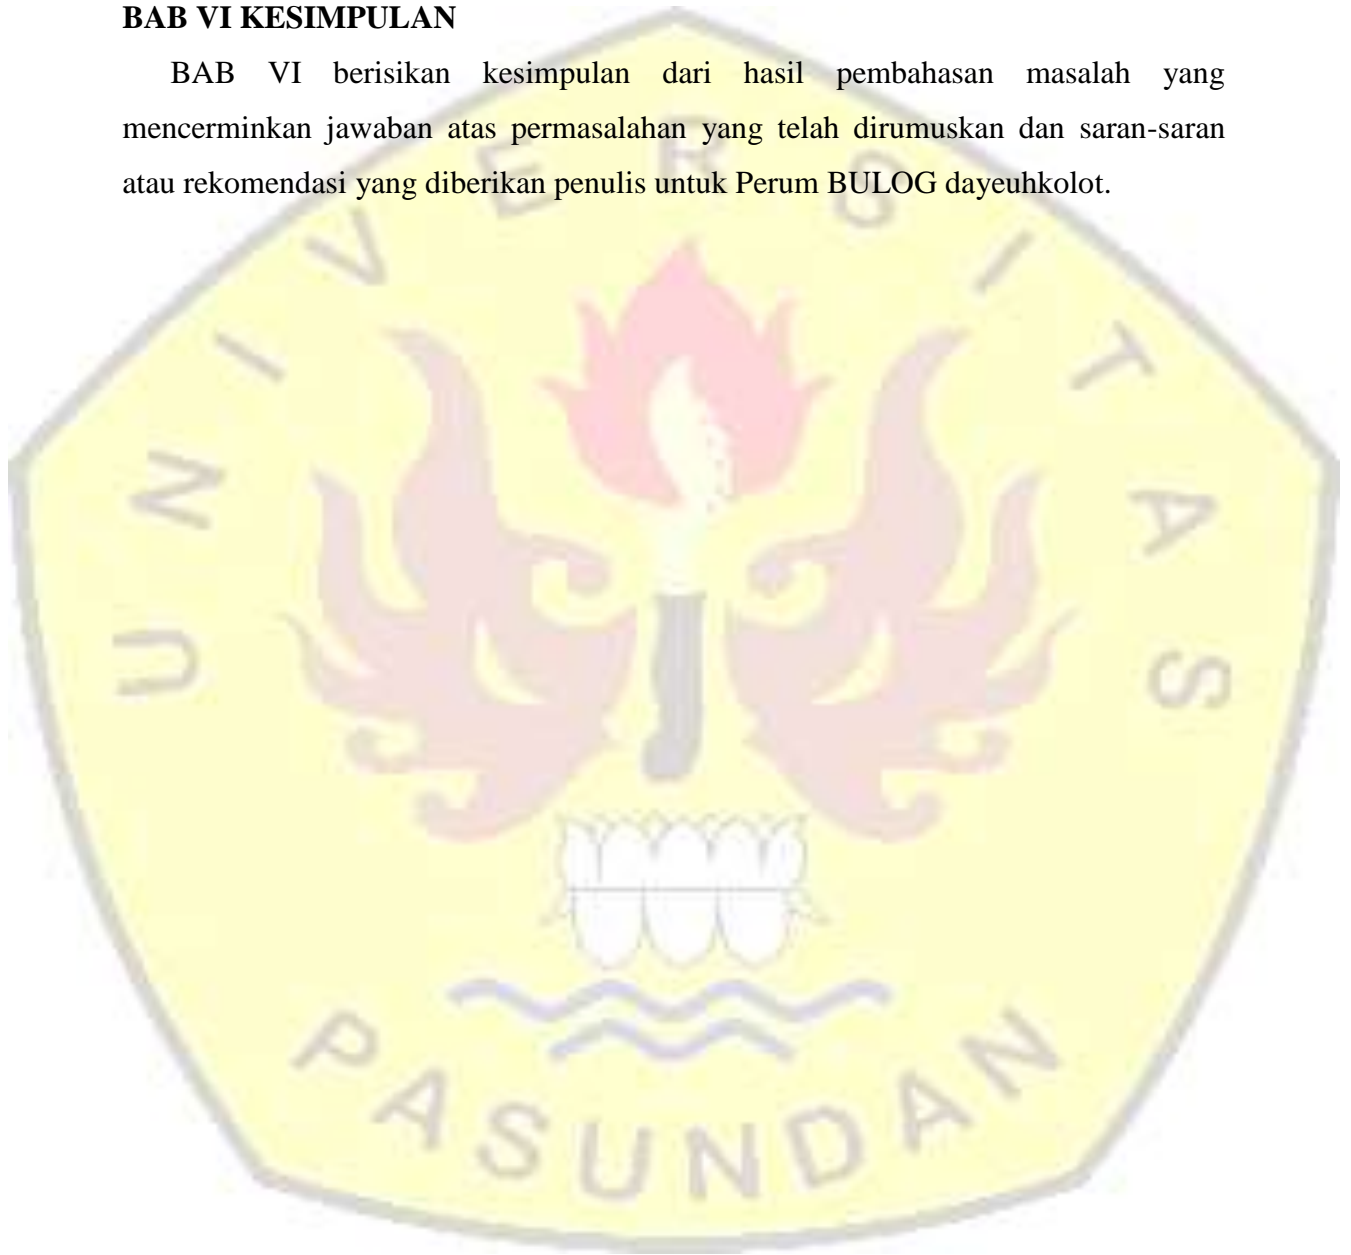 BAB VI KESIMPULAN
BAB VI berisikan kesimpulan dari hasil pembahasan masalah yang
mencerminkan jawaban atas permasalahan yang telah dirumuskan dan saran-saran
atau rekomendasi yang diberikan penulis untuk Perum BULOG dayeuhkolot.
UNIVERSITAS
PASUNDAN